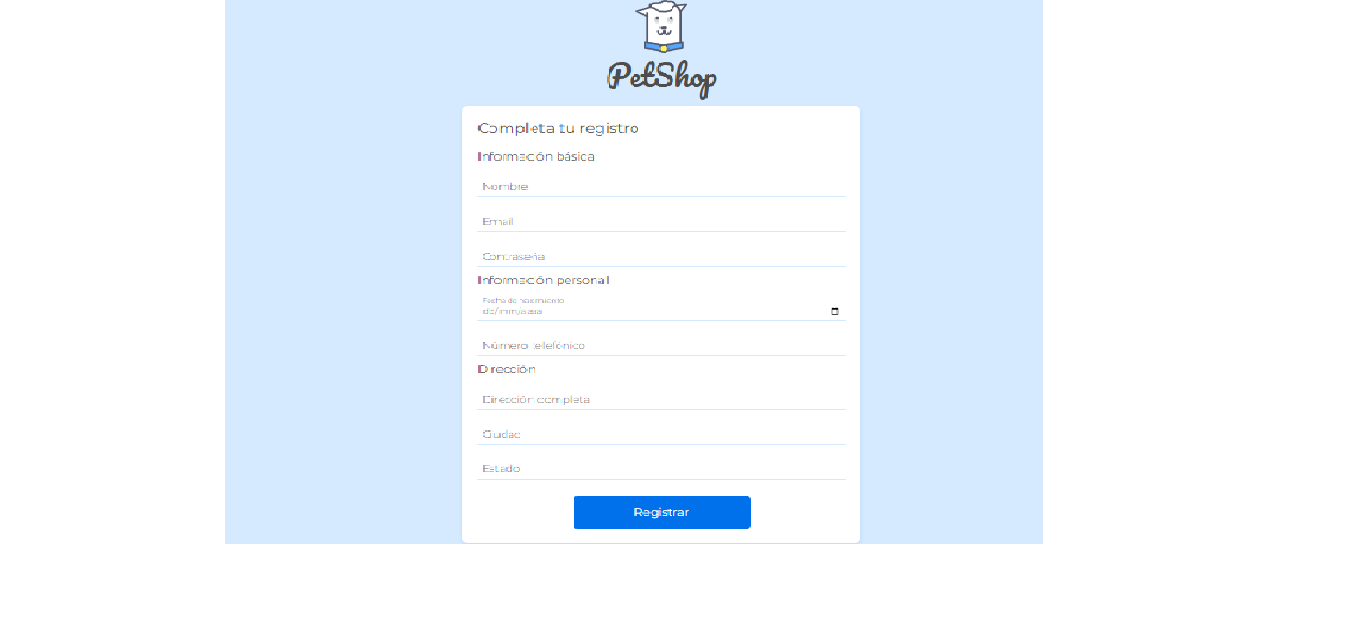 PetShop
Completa tu registro
Información básica
Nombre
Email
Contraseña
Información personal
Fecha de nacimiento
dd/mm/aaaa
Número telefónico
Dirección
Dirección completa
Ciudad
Estado
Registrar